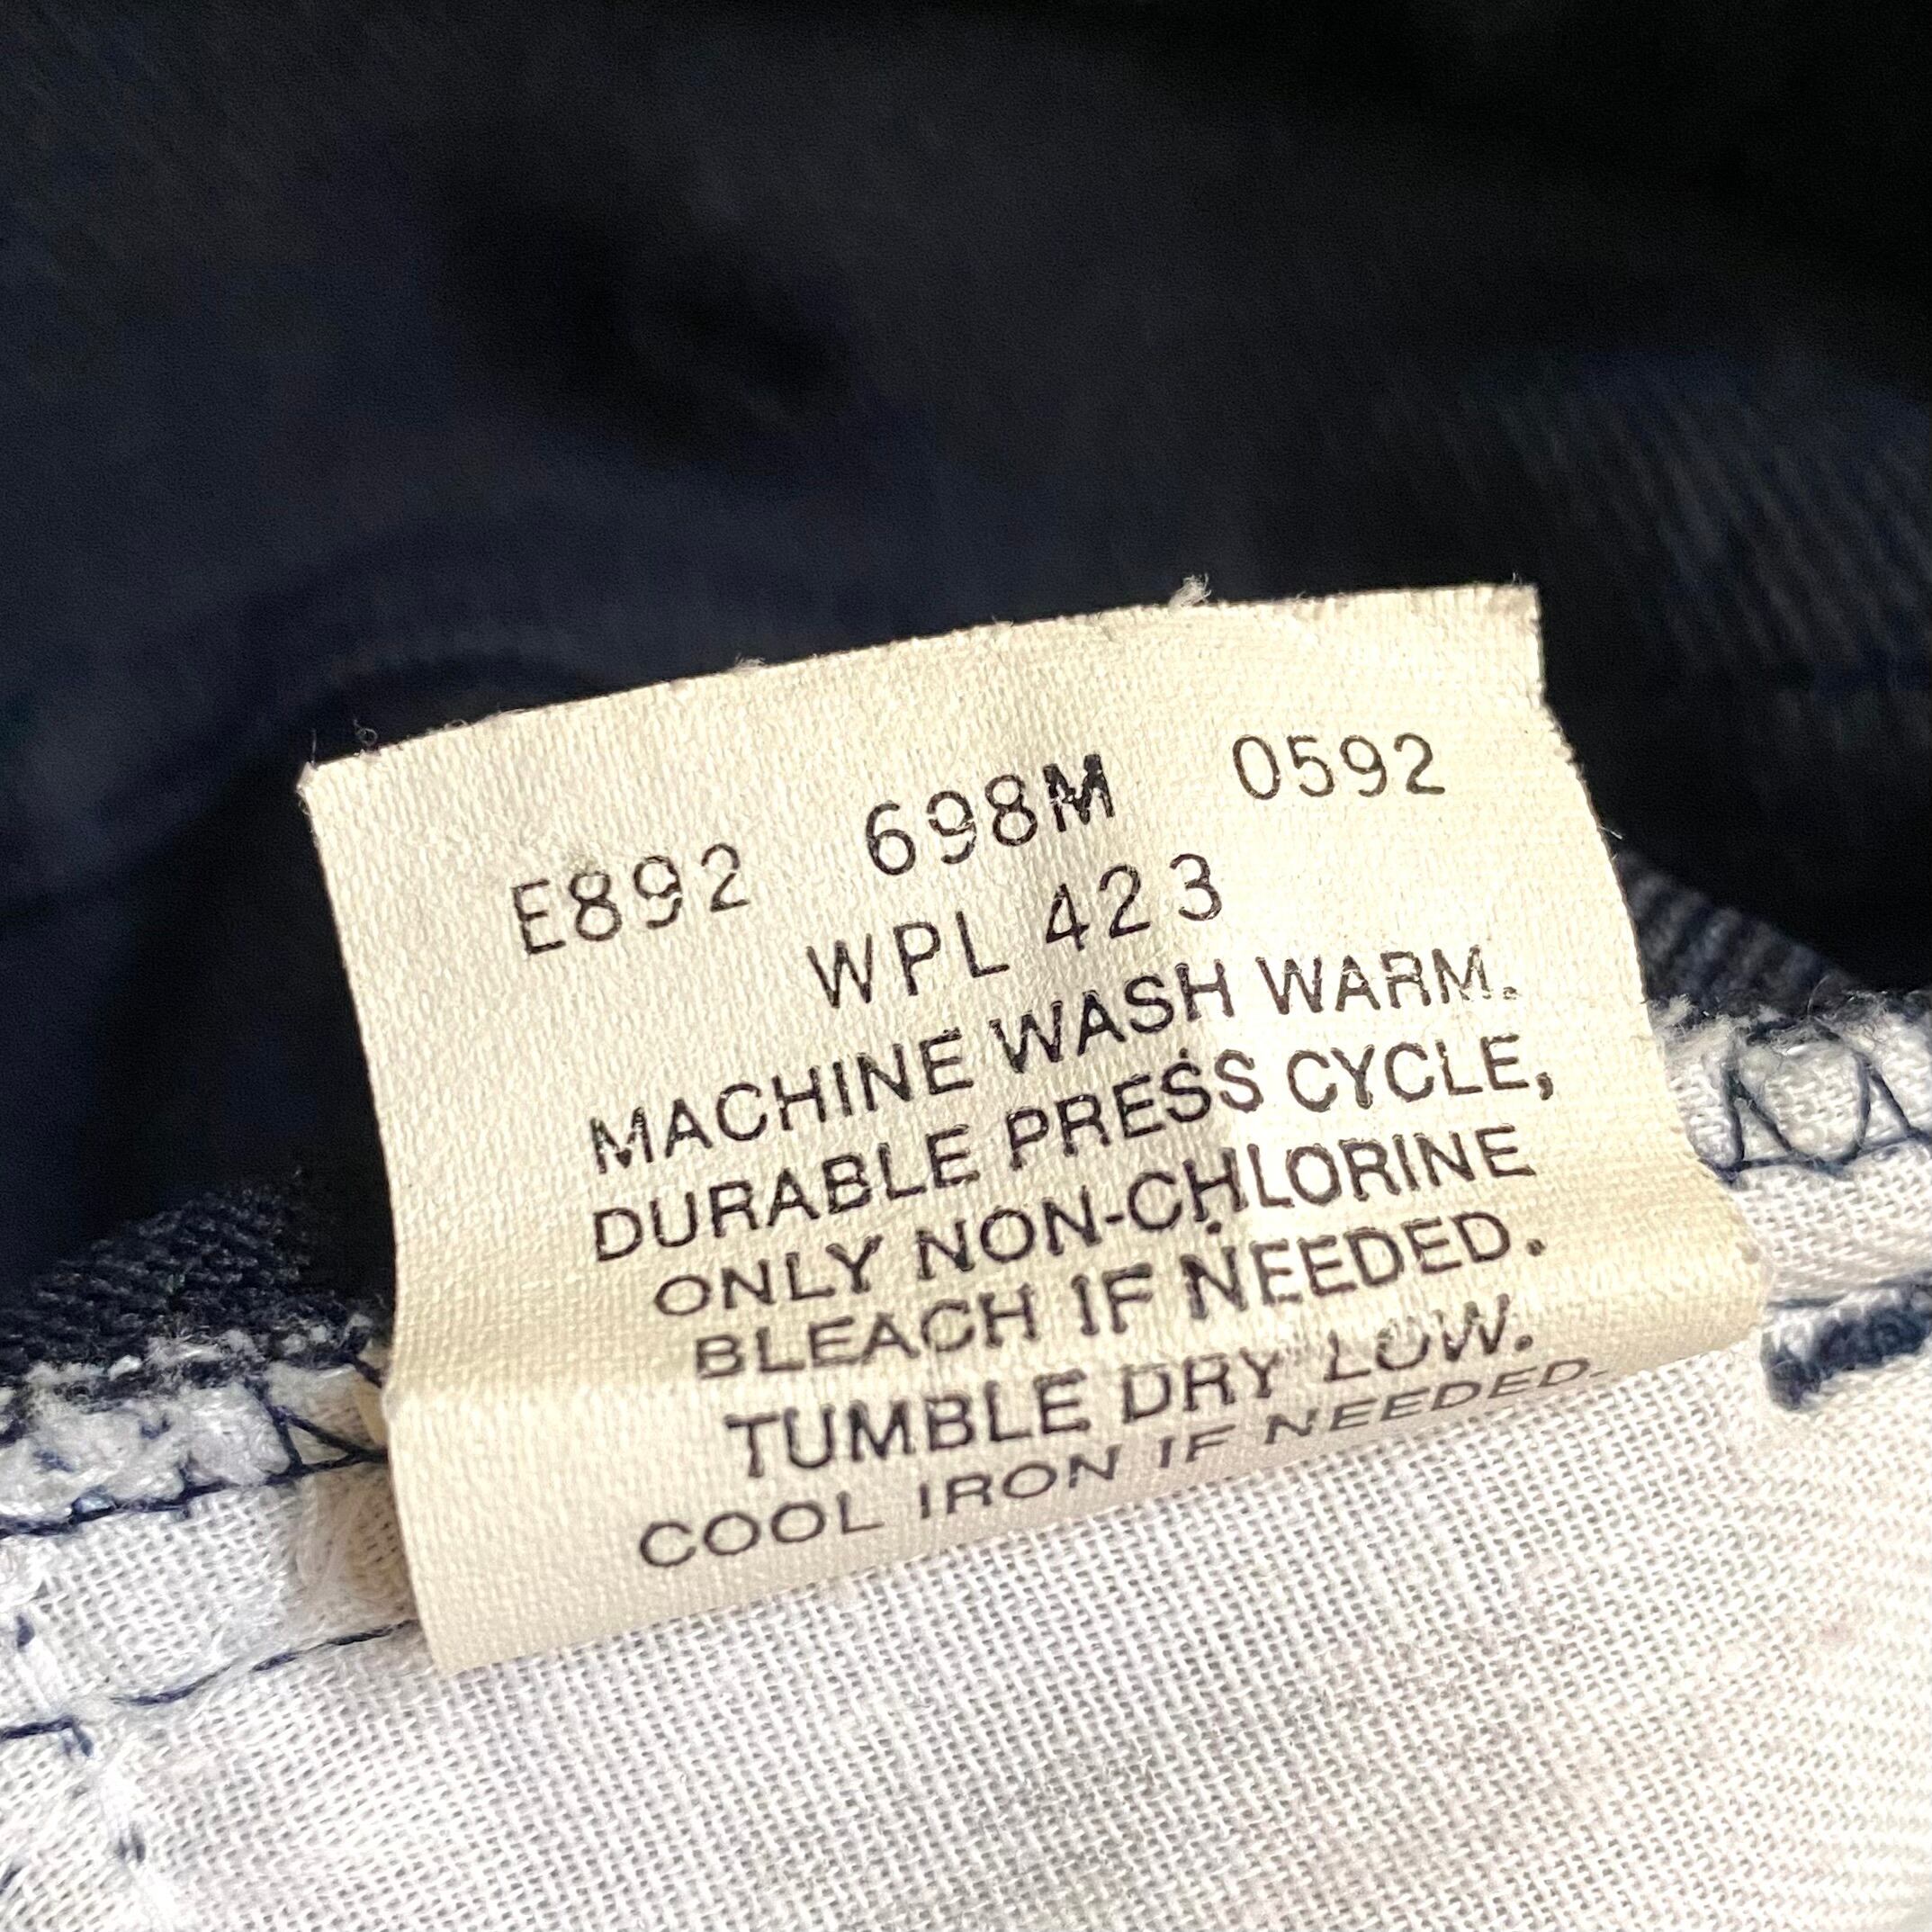 E892 698M 0592
WPL 423
MACHINE WASH WARM.
DURABLE PRESS CYCLE,
ONLY NON-CHLORINE
BLEACH IF NEEDED.
TUMBLE DRY LOW.
COOL IRON IF NEEDED.